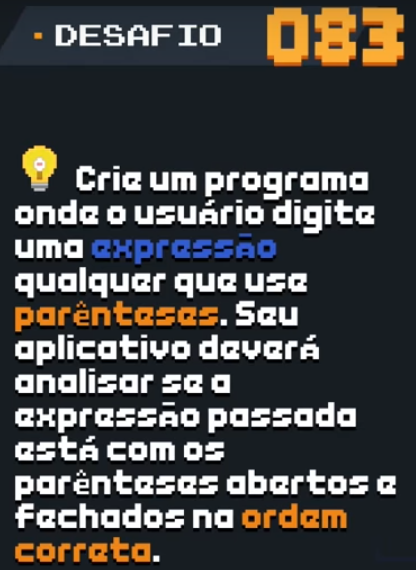 DESAFIO 083
Crie um programa
onde o usuário digite
uma expressão
qualquer que use
parênteses. Seu
aplicativo deverá
analisar se a
expressão passada
está com os
parênteses abertos e
fechados na ordem
correta.